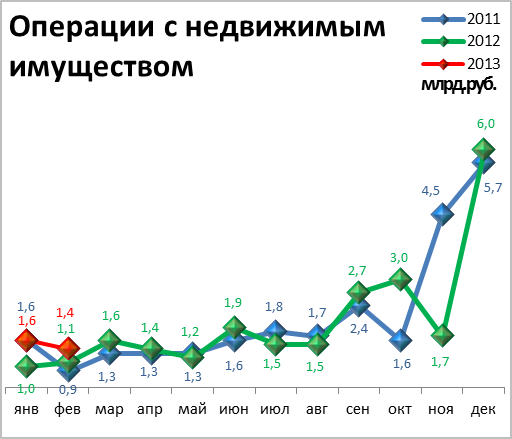 Операции с недвижимым
имуществом
2011
2012
2013
млрд.руб.
6,0
5,7
4,5
3,0
2,7
2,4
1,6 1,6 1,9 1,8 1,7
1,6 1,4 1,1 1,4 1,2
1,0 0,9 1,3 1,3 1,3 1,6 1,5 1,5 1,6 1,7
янв фев мар апр май июн июл авг сен окт ноя дек